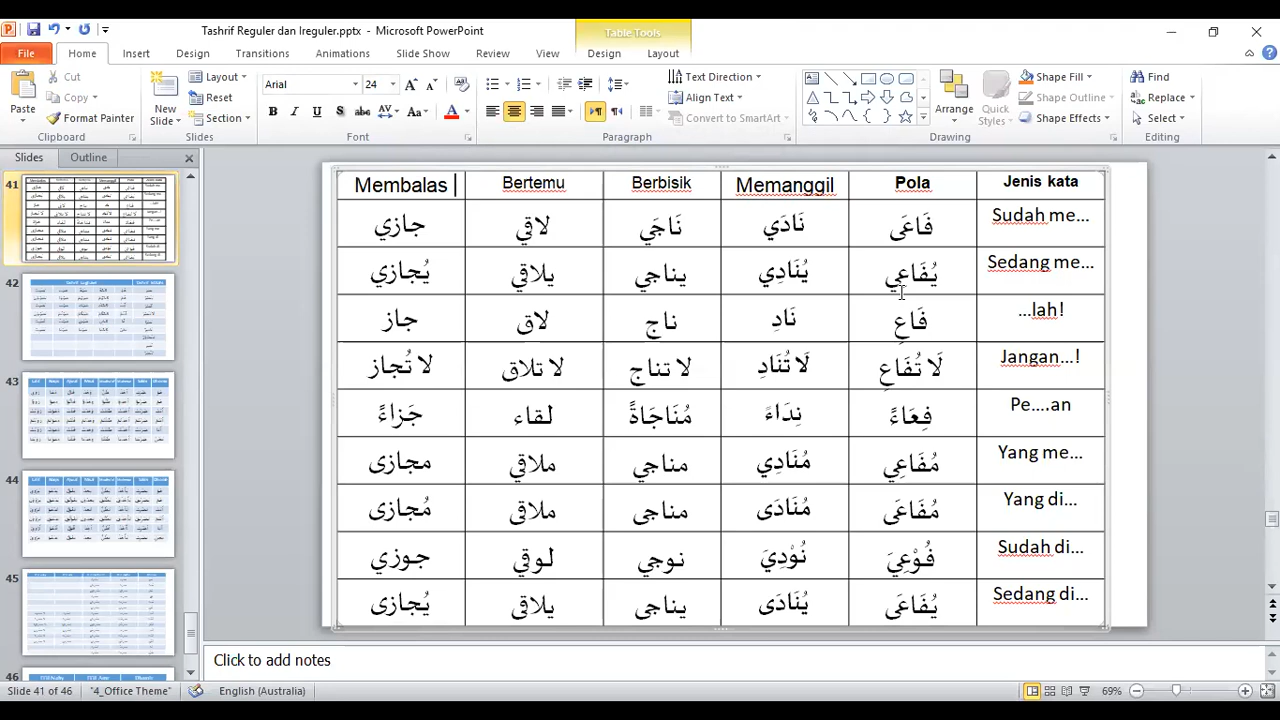 Tashrif Reguler dan Ireguler.pptx - Microsoft PowerPoint
Table Tools
File Home Insert Design Transitions Animations Slide Show Review View Design Layout
Paste
Cut
Copy
Format Painter
Clipboard
New Slide
Layout
Reset
Section
Slides
Arial 24
Font
Text Direction
Align Text
Convert to SmartArt
Paragraph
Arrange
Quick Styles
Shape Fill
Shape Outline
Shape Effects
Drawing
Find
Replace
Select
Editing
Slides Outline
41
42
43
44
45
46
Membalas Bertemu Berbisik Memanggil Pola Jenis kata
جازي لاقي نَاجَي نَادَي فَاعَى Sudah me...
يُجازي يلاقي يناجي يُنَادِي يُفَاعِي Sedang me...
جاز لاق ناج نَادِ فَاعِ ...lah!
لا تُجاز لا تلاق لا تناج لَا تُنَادِ لَا تُفَاعِ Jangan...!
جَزاءً لقاء مُنَاجَاةً نِدَاءً فِعَاءً Pe....an
مجازى ملاقي مناجي مُنَادِي مُفَاعِي Yang me...
مُجازى ملاقى مناجى مُنَادَى مُفَاعَى Yang di...
جوزي لوقي نوجي نُوْدِيَ فُوْعِيَ Sudah di...
يُجازى يلاقى يناجى يُنَادَى يُفَاعَى Sedang di...
Click to add notes
Slide 41 of 46 "4_Office Theme" English (Australia) 69%